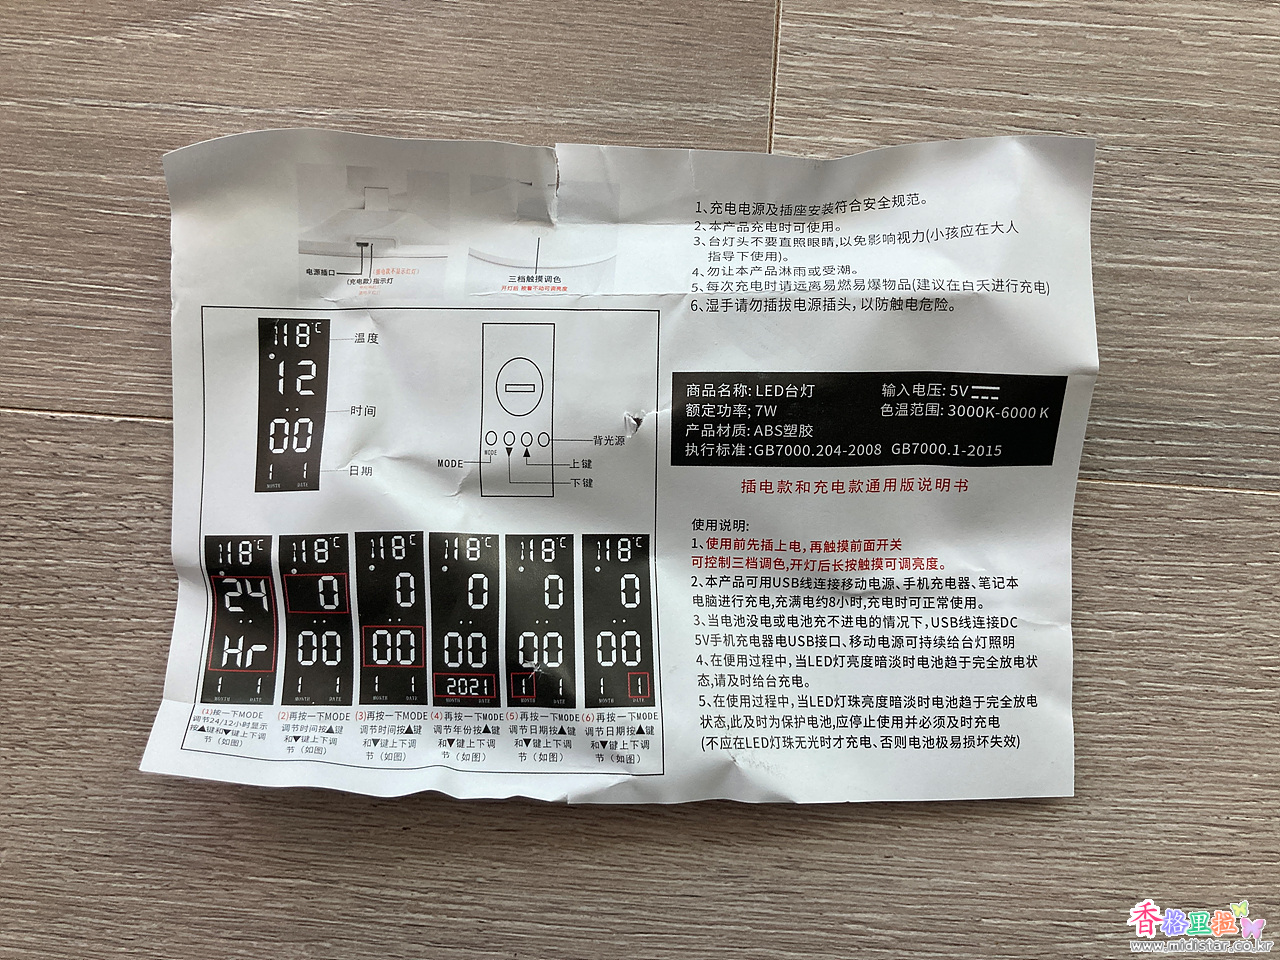 电源插口
(充电款)指示灯
三档触摸调色
118℃
温度
12
时间
00
1 1
日期
MONTH DATE
MODE
MODE
背光源
上键
下键
118℃
24
Hr
1 1
MONTH DATE
(1)按一下MODE
调节24/12小时显示
按▲键和▼键上下调
节（如图）
118℃
0
00
1 1
MONTH DATE
(2)再按一下MODE
调节时间按▲键
和▼键上下调
节（如图）
118℃
0
00
1 1
MONTH DATE
(3)再按一下MODE
调节时间按▲键
和▼键上下调
节（如图）
118℃
0
00
2021
MONTH DATE
(4)再按一下MODE
调节年份按▲键
和▼键上下调
节（如图）
118℃
0
00
1 1
MONTH DATE
(5)再按一下MODE
调节日期按▲键
和▼键上下调
节（如图）
118℃
0
00
1 1
MONTH DATE
(6)再按一下MODE
调节日期按▲键
和▼键上下调
节（如图）
1、充电电源及插座安装符合安全规范。
2、本产品充电时可使用。
3、台灯头不要直照眼睛,以免影响视力(小孩应在大人
指导下使用)。
4、勿让本产品淋雨或受潮。
5、每次充电时请远离易燃易爆物品(建议在白天进行充电)
6、湿手请勿插拔电源插头，以防触电危险。
商品名称: LED台灯 输入电压: 5V
额定功率; 7W 色温范围: 3000K-6000 K
产品材质: ABS塑胶
执行标准: GB7000.204-2008 GB7000.1-2015
插电款和充电款通用版说明书
使用说明:
1、使用前先插上电, 再触摸前面开关
可控制三档调色,开灯后长按触摸可调亮度。
2、本产品可用USB线连接移动电源、手机充电器、笔记本
电脑进行充电,充满电约8小时,充电时可正常使用。
3、当电池没电或电池充不进电的情况下, USB线连接DC
5V手机充电器电USB接口、移动电源可持续给台灯照明
4、在使用过程中, 当LED灯亮度暗淡时电池趋于完全放电状
态,请及时给台充电。
5、在使用过程中, 当LED灯珠亮度暗淡时电池趋于完全放电
状态,此及时为保护电池,应停止使用并必须及时充电
(不应在LED灯珠无光时才充电、否则电池极易损坏失效)
香格里拉
www.midistar.co.kr